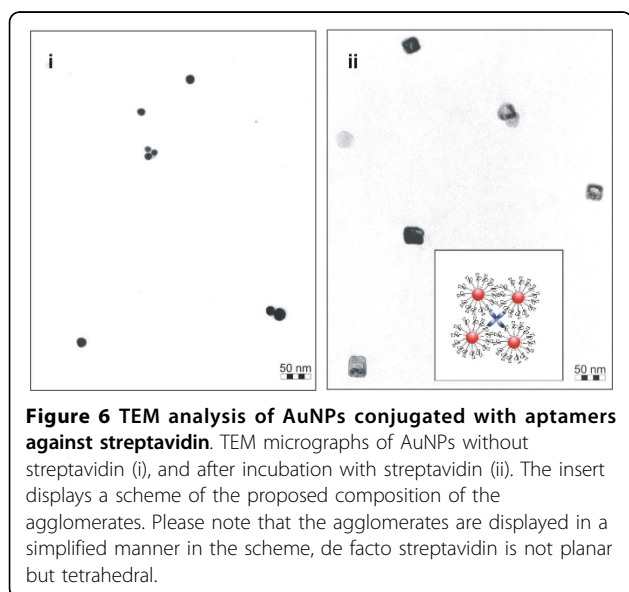 i
ii
50 nm
50 nm
Figure 6 TEM analysis of AuNPs conjugated with aptamers
against streptavidin. TEM micrographs of AuNPs without
streptavidin (i), and after incubation with streptavidin (ii). The insert
displays a scheme of the proposed composition of the
agglomerates. Please note that the agglomerates are displayed in a
simplified manner in the scheme, de facto streptavidin is not planar
but tetrahedral.